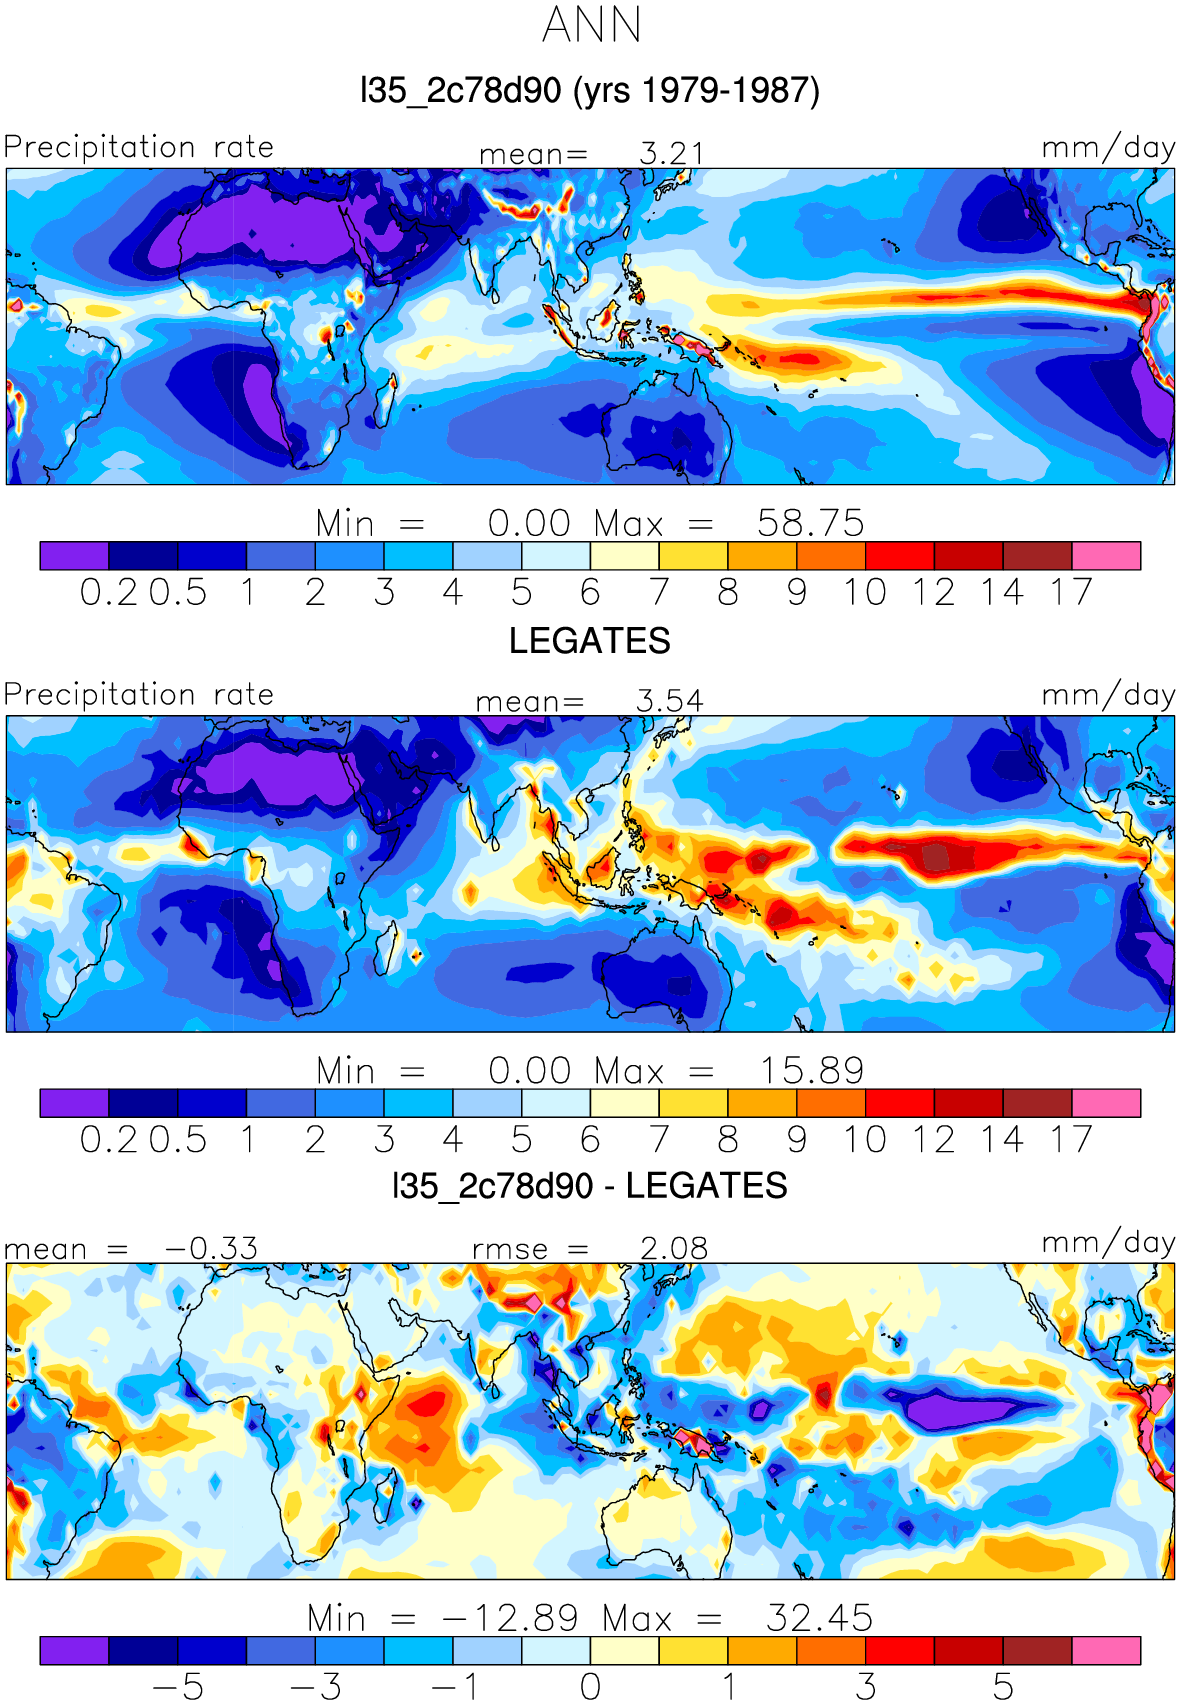 ANN
l35_2c78d90 (yrs 1979-1987)
Precipitation rate mean= 3.21 mm/day
Min = 0.00 Max = 58.75
0.2 0.5 1 2 3 4 5 6 7 8 9 10 12 14 17
LEGATES
Precipitation rate mean= 3.54 mm/day
Min = 0.00 Max = 15.89
0.2 0.5 1 2 3 4 5 6 7 8 9 10 12 14 17
l35_2c78d90 - LEGATES
mean = −0.33 rmse = 2.08 mm/day
Min = −12.89 Max = 32.45
−5 −3 −1 0 1 3 5